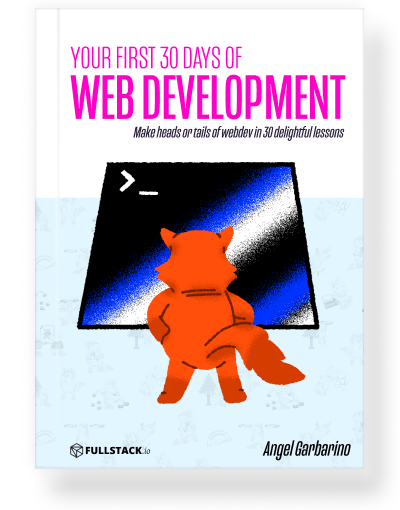 YOUR FIRST 30 DAYS OF
WEB DEVELOPMENT
Make heads or tails of webdev in 30 delightful lessons
>_
FULLSTACK.io
Angel Garbarino